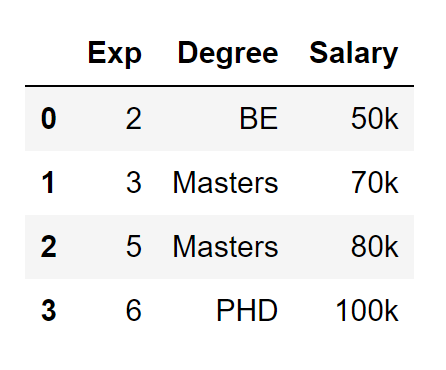 Exp Degree Salary
0 2 BE 50k
1 3 Masters 70k
2 5 Masters 80k
3 6 PHD 100k